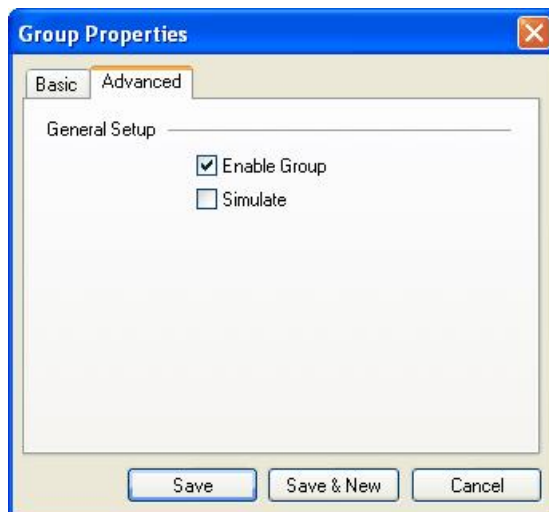 Group Properties
Basic Advanced
General Setup
Enable Group
Simulate
Save Save & New Cancel